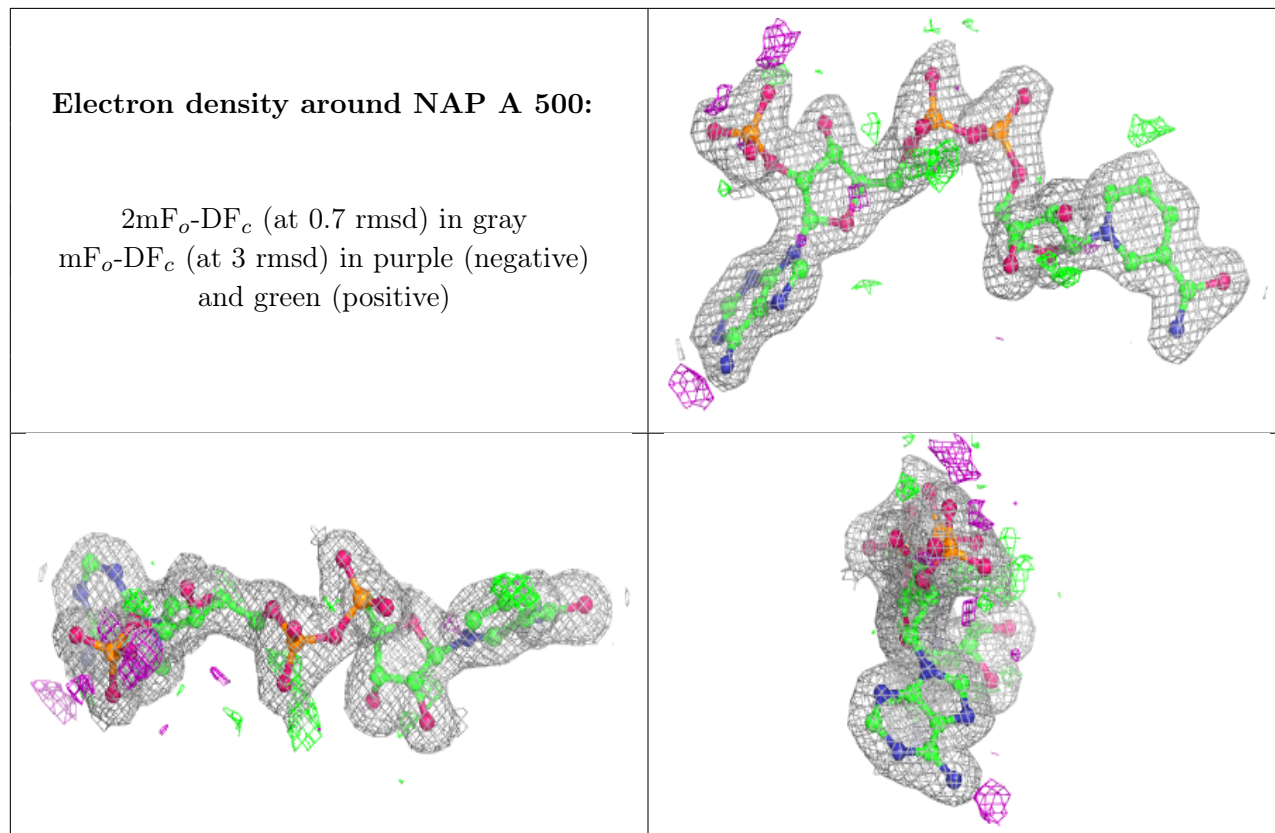 Electron density around NAP A 500:
2mFₒ-DF𝒸 (at 0.7 rmsd) in gray
mFₒ-DF𝒸 (at 3 rmsd) in purple (negative)
and green (positive)